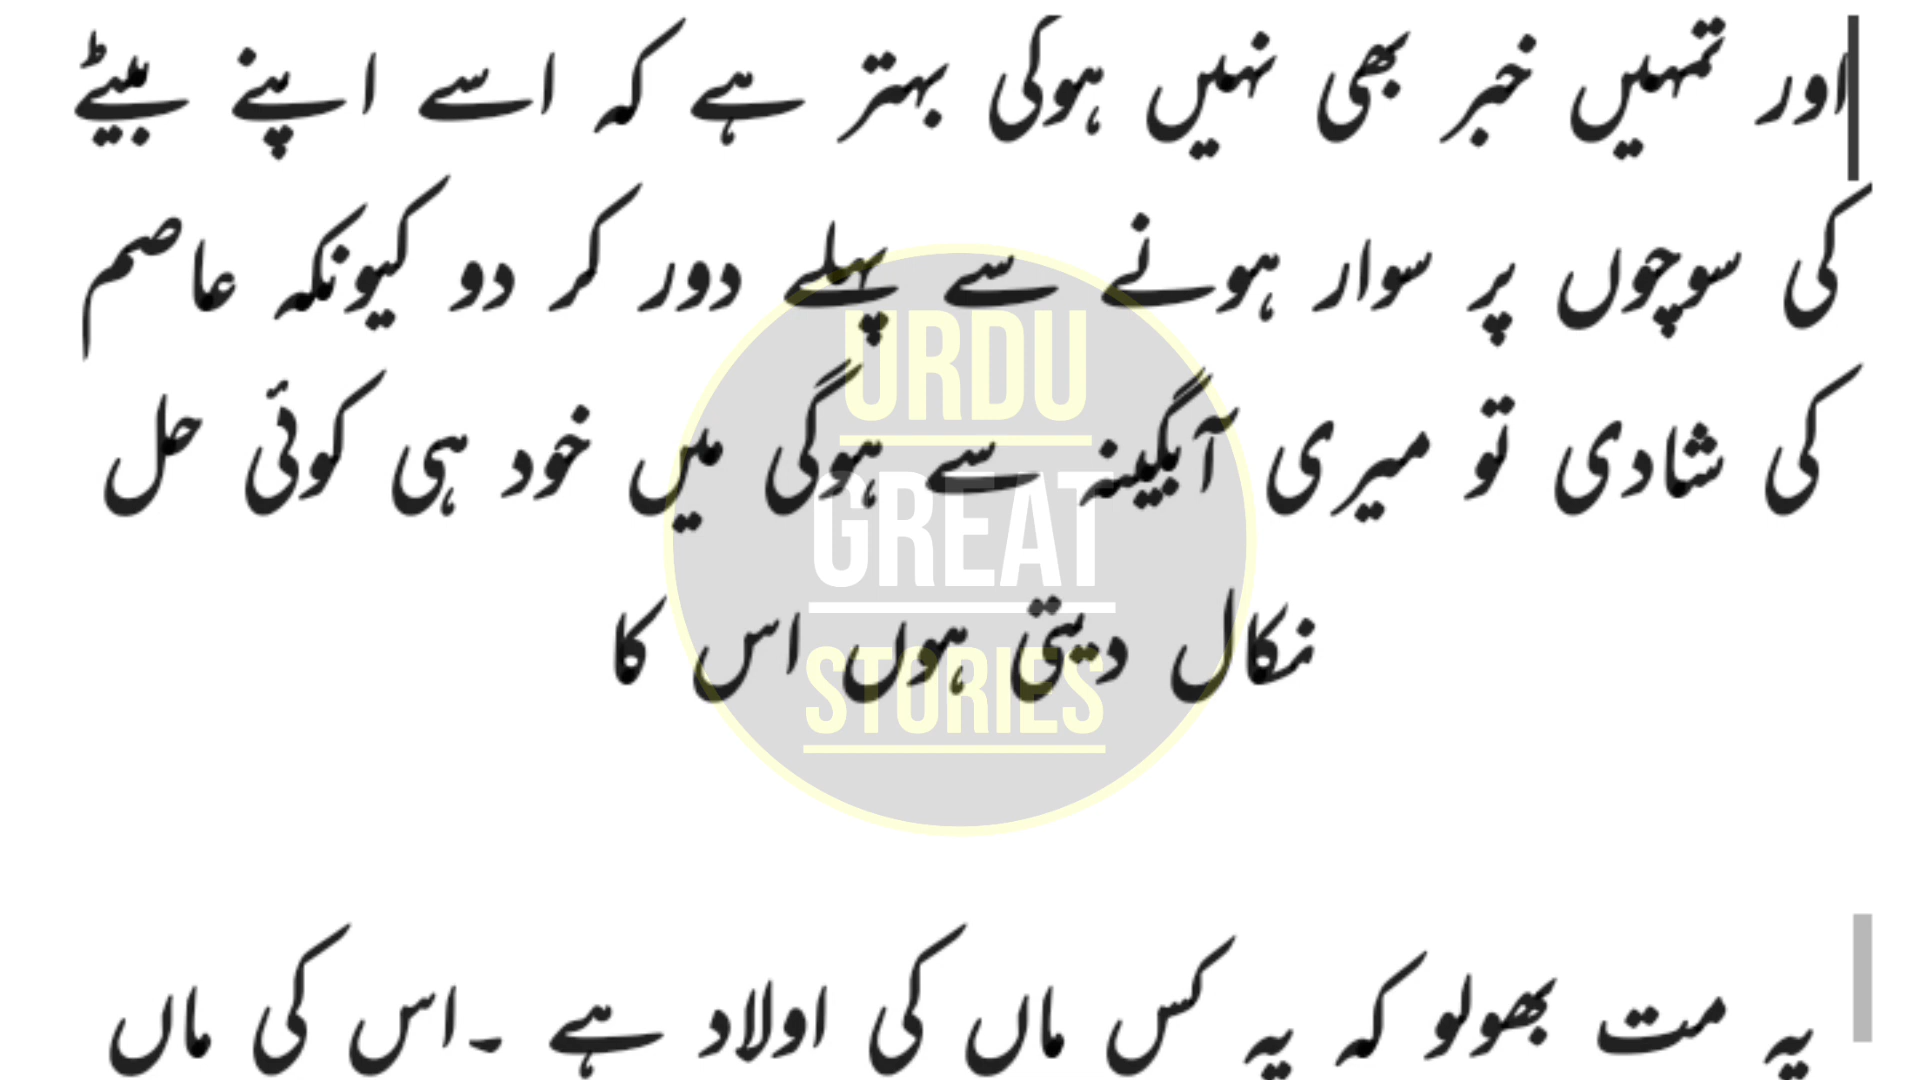 اور تمہیں خبر بھی نہیں ہوکی بہتر ہے کہ اسے اپنے بیٹے
کی سوچوں پر سوار ہونے سے پہلے دور کر دو کیونکہ عاصم
کی شادی تو میری آبگینہ سے ہوگی میں خود ہی کوئی حل
نکال دیتی ہوں اس کا
URDU
GREAT
STORIES
یہ مت بھولو کہ یہ کس ماں کی اولاد ہے ۔اس کی ماں